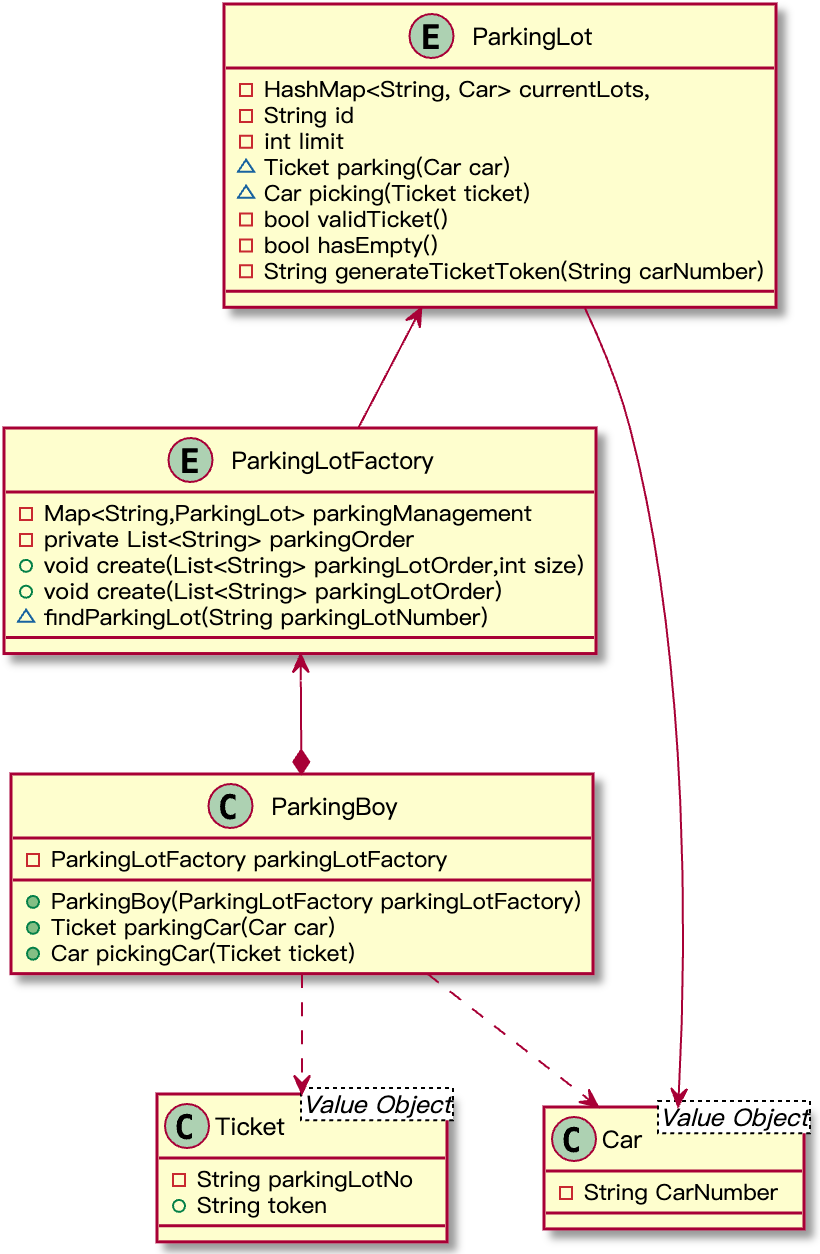 E ParkingLot
HashMap<String, Car> currentLots,
String id
int limit
Ticket parking(Car car)
Car picking(Ticket ticket)
bool validTicket()
bool hasEmpty()
String generateTicketToken(String carNumber)
E ParkingLotFactory
Map<String,ParkingLot> parkingManagement
private List<String> parkingOrder
void create(List<String> parkingLotOrder,int size)
void create(List<String> parkingLotOrder)
findParkingLot(String parkingLotNumber)
C ParkingBoy
ParkingLotFactory parkingLotFactory
ParkingBoy(ParkingLotFactory parkingLotFactory)
Ticket parkingCar(Car car)
Car pickingCar(Ticket ticket)
Value Object
C Ticket
String parkingLotNo
String token
Value Object
C Car
String CarNumber